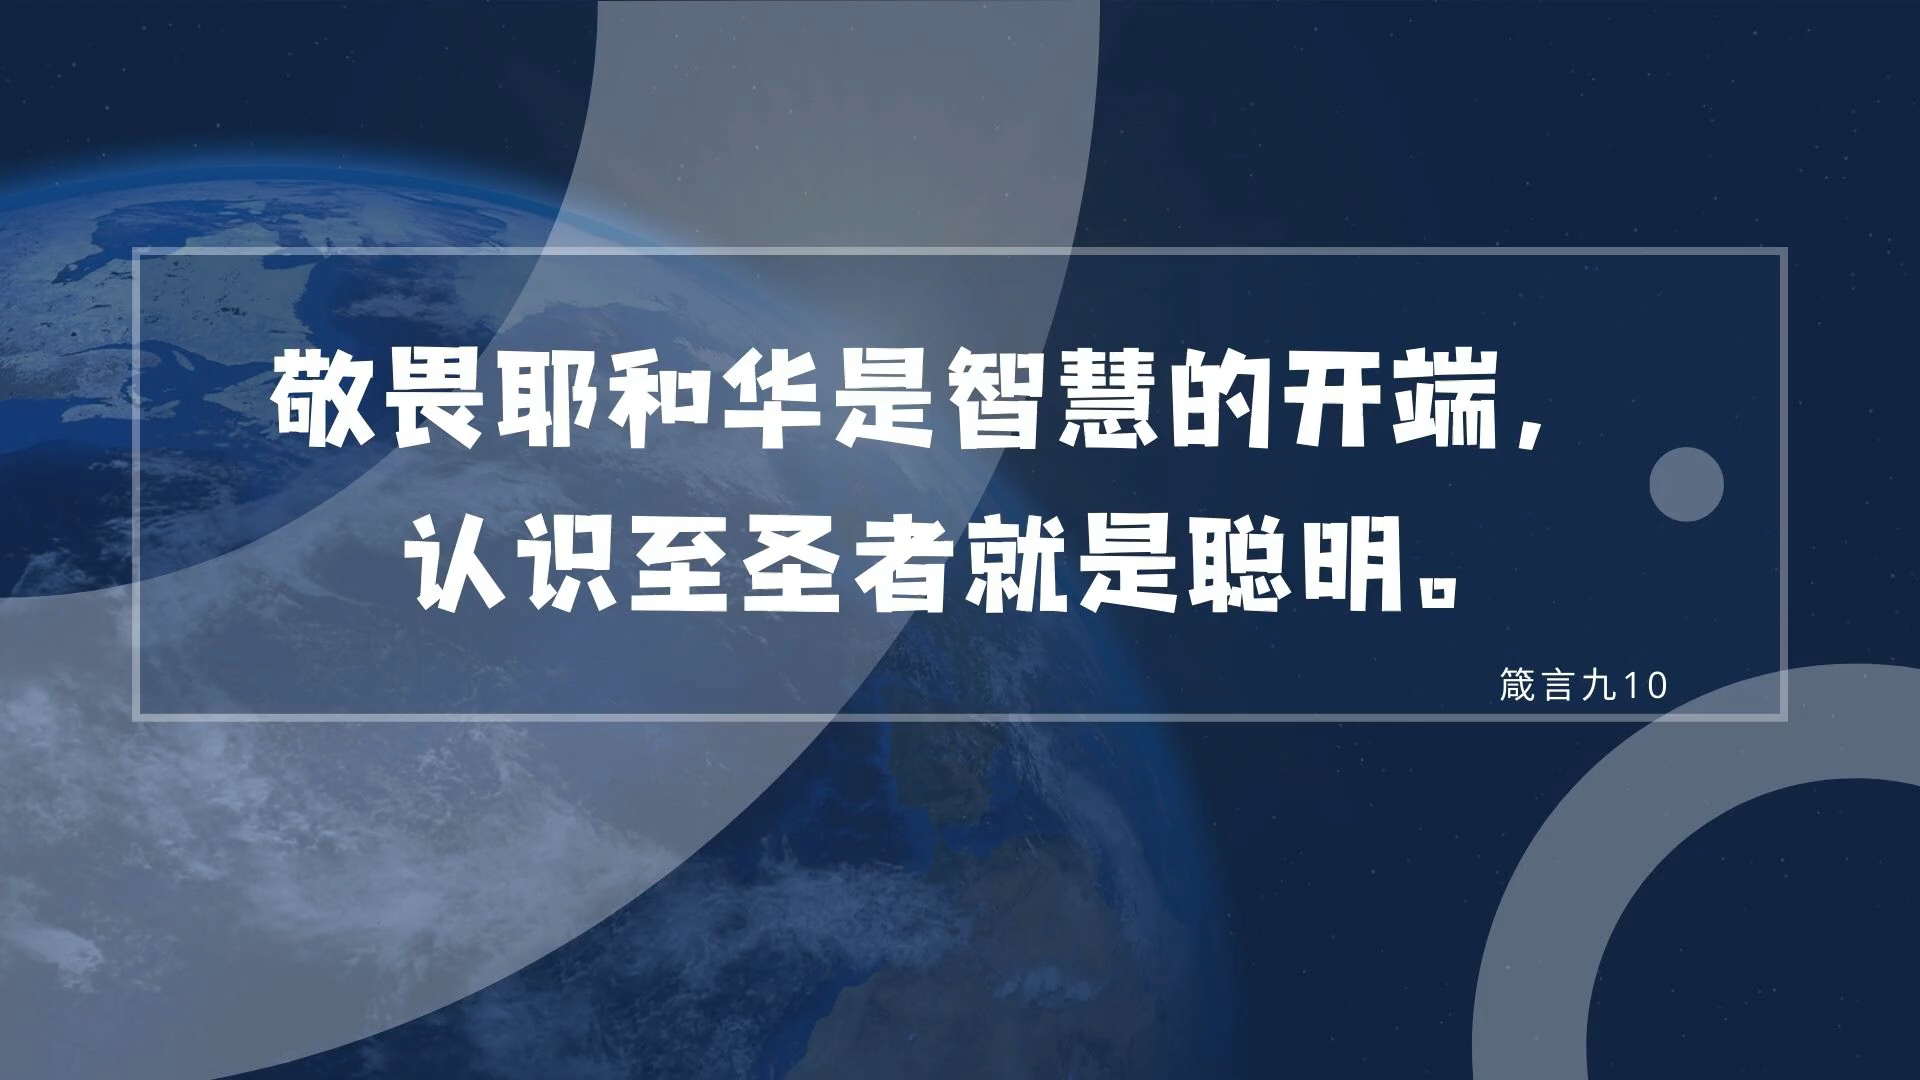 敬畏耶和华是智慧的开端，
认识至圣者就是聪明。
箴言九10